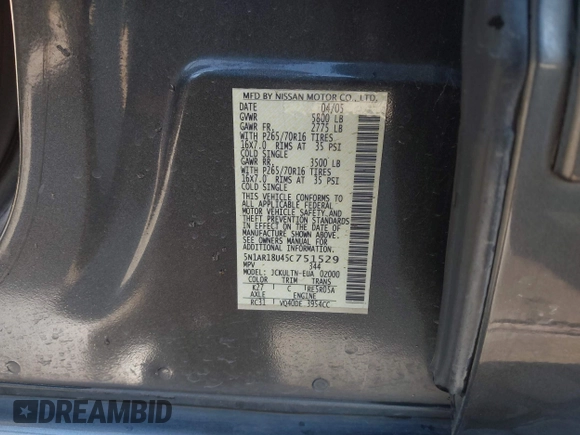 MFD BY NISSAN MOTOR CO., LTD.
DATE 04/05
GVWR 5800 LB
GAWR FR. 2775 LB
WITH P265/70R16 TIRES
16X7.0 RIMS AT 35 PSI
COLD SINGLE
GAWR RR. 3500 LB
WITH P265/70R16 TIRES
16X7.0 RIMS AT 35 PSI
COLD SINGLE
THIS VEHICLE CONFORMS TO
ALL APPLICABLE FEDERAL
MOTOR VEHICLE SAFETY AND
THEFT PREVENTION STANDARDS
IN EFFECT ON THE DATE OF
MANUFACTURE SHOWN ABOVE.
SEE OWNERS MANUAL FOR
ADDITIONAL INFORMATION.
5N1AR18U45C751529
MPV 344
JCKULTN-EUA 02000
COLOR TRIM TRANS
K27 C RE5R05A
AXLE ENGINE
RC31 VQ40DE 3954CC
DREAMBID